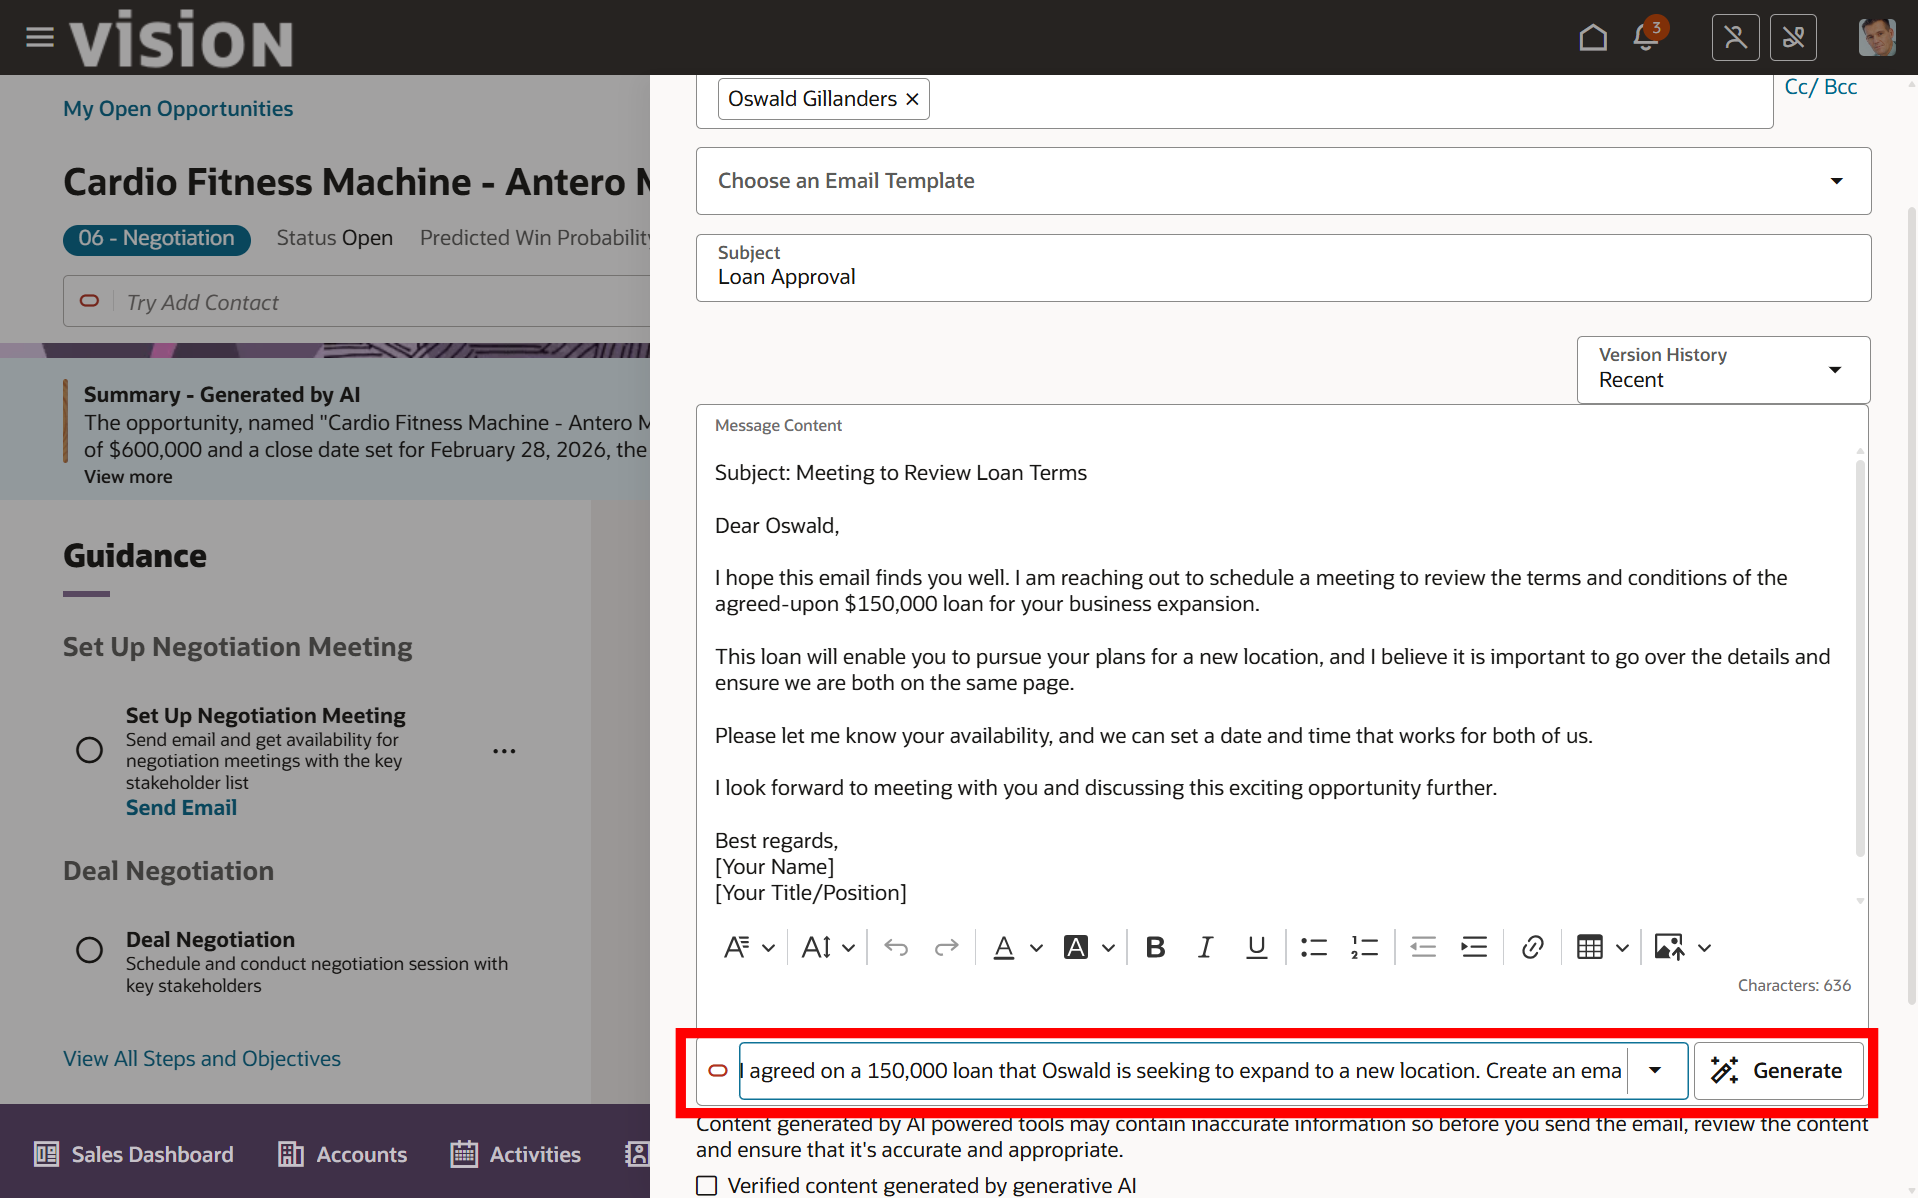 vision
3
My Open Opportunities
Cardio Fitness Machine - Antero
06 - Negotiation
Status Open
Predicted Win Probability
Try Add Contact
Summary - Generated by AI
The opportunity, named "Cardio Fitness Machine - Antero
of $600,000 and a close date set for February 28, 2026, the
View more
Guidance
Set Up Negotiation Meeting
Set Up Negotiation Meeting
Send email and get availability for
negotiation meetings with the key
stakeholder list
Send Email
Deal Negotiation
Deal Negotiation
Schedule and conduct negotiation session with
key stakeholders
View All Steps and Objectives
Sales Dashboard
Accounts
Activities
Oswald Gillanders
Cc/ Bcc
Choose an Email Template
Subject
Loan Approval
Version History
Recent
Message Content
Subject: Meeting to Review Loan Terms
Dear Oswald,
I hope this email finds you well. I am reaching out to schedule a meeting to review the terms and conditions of the
agreed-upon $150,000 loan for your business expansion.
This loan will enable you to pursue your plans for a new location, and I believe it is important to go over the details and
ensure we are both on the same page.
Please let me know your availability, and we can set a date and time that works for both of us.
I look forward to meeting with you and discussing this exciting opportunity further.
Best regards,
[Your Name]
[Your Title/Position]
Characters: 636
I agreed on a 150,000 loan that Oswald is seeking to expand to a new location. Create an ema
Generate
Content generated by AI powered tools may contain inaccurate information so before you send the email, review the content
and ensure that it's accurate and appropriate.
Verified content generated by generative AI